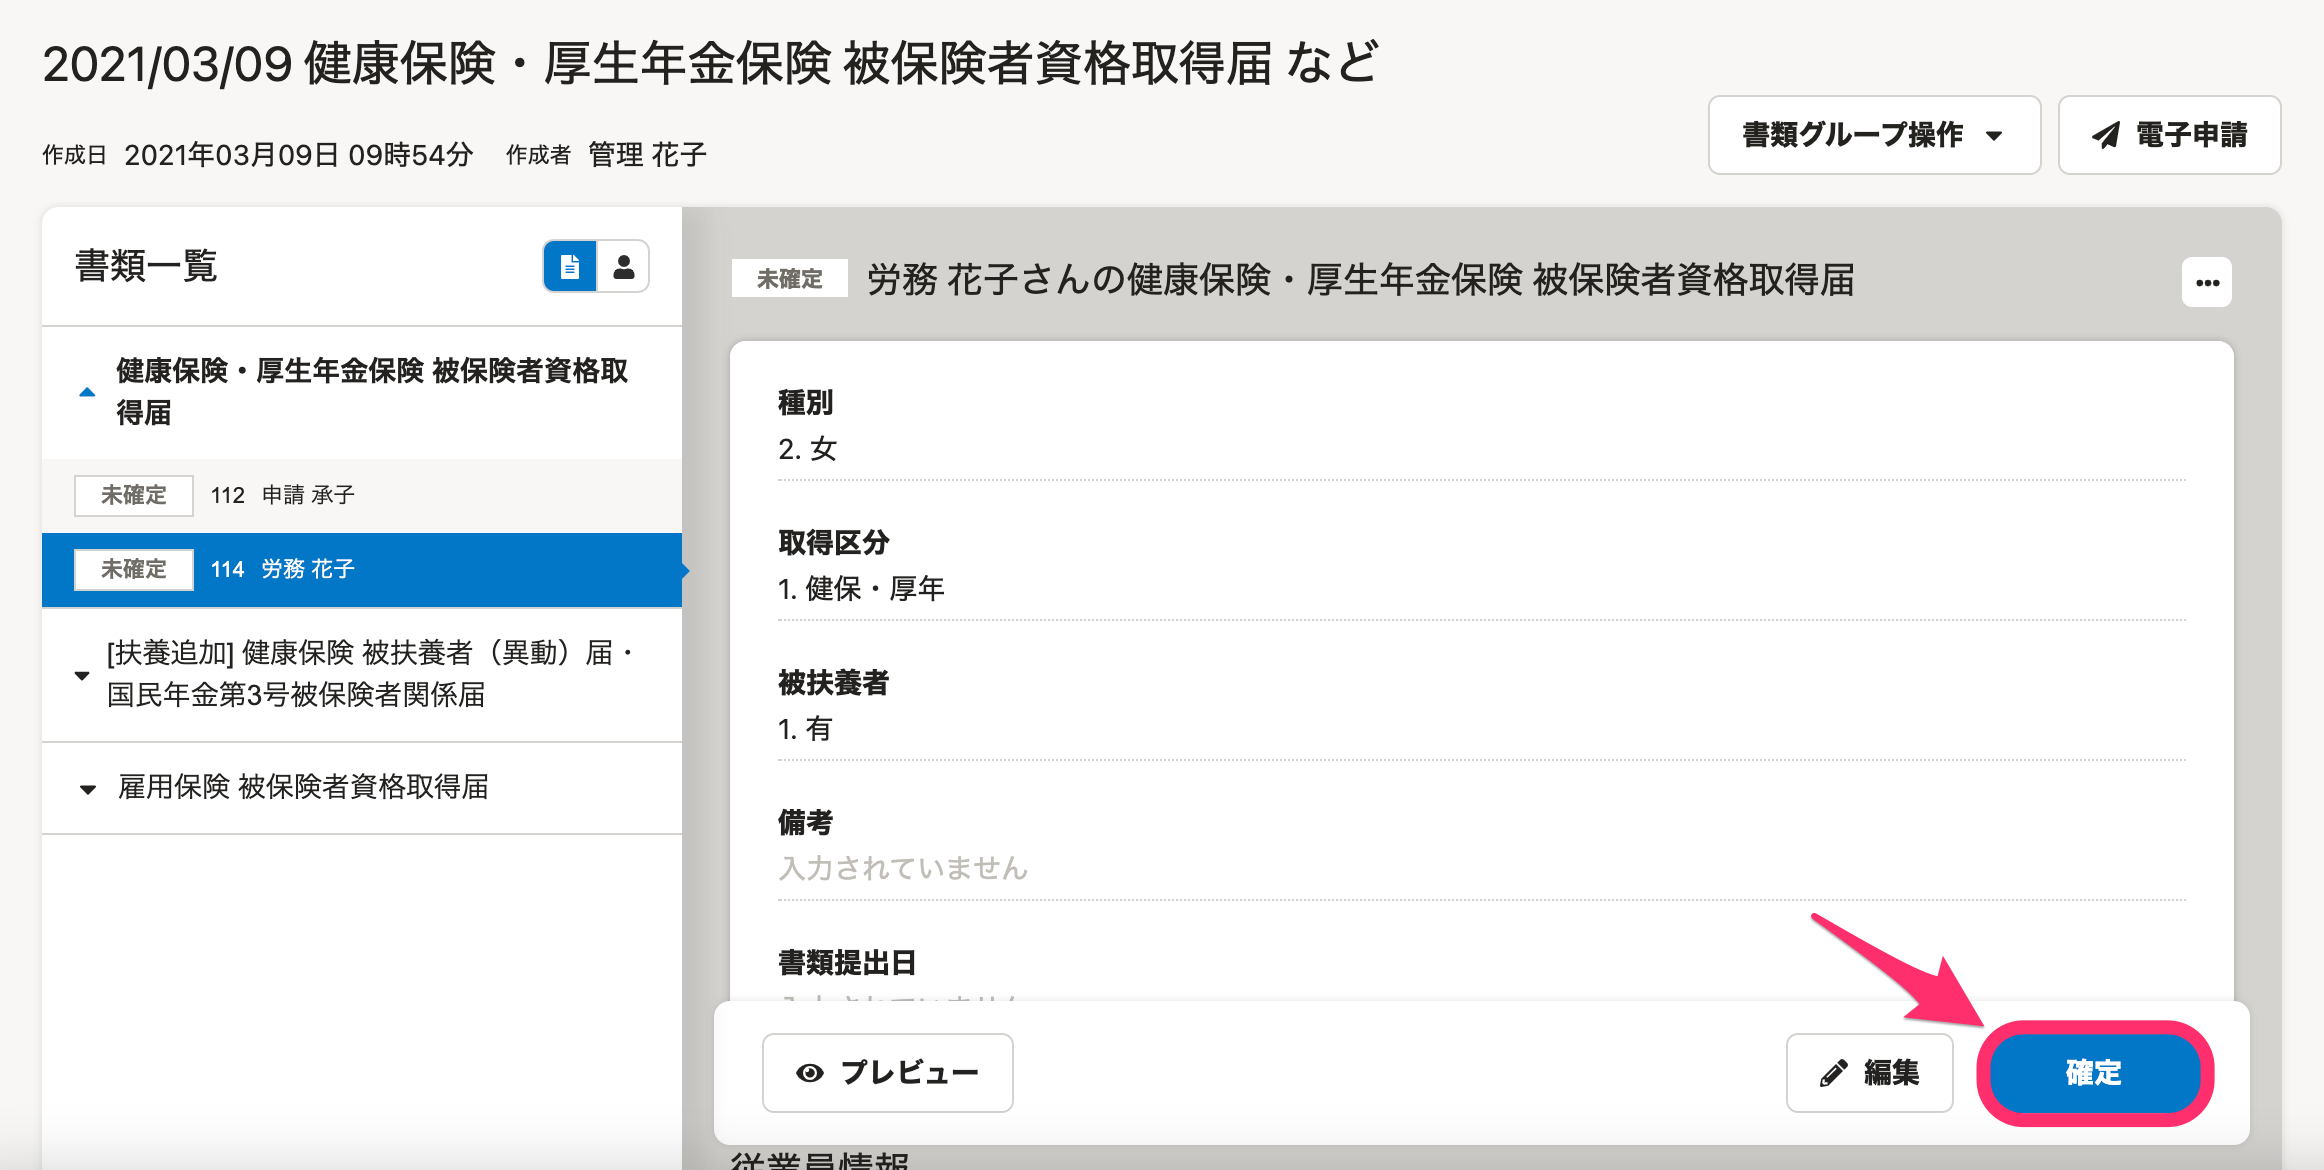 2021/03/09 健康保険・厚生年金保険 被保険者資格取得届 など
作成日 2021年03月09日 09時54分 作成者 管理 花子
書類グループ操作
電子申請
書類一覧
健康保険・厚生年金保険 被保険者資格取
得届
未確定 112 申請 承子
未確定 114 労務 花子
[扶養追加] 健康保険 被扶養者（異動）届・
国民年金第3号被保険者関係届
雇用保険 被保険者資格取得届
未確定 労務 花子さんの健康保険・厚生年金保険 被保険者資格取得届
種別
2. 女
取得区分
1. 健保・厚年
被扶養者
1. 有
備考
入力されていません
書類提出日
入力されていません
プレビュー
編集
確定
従業員情報